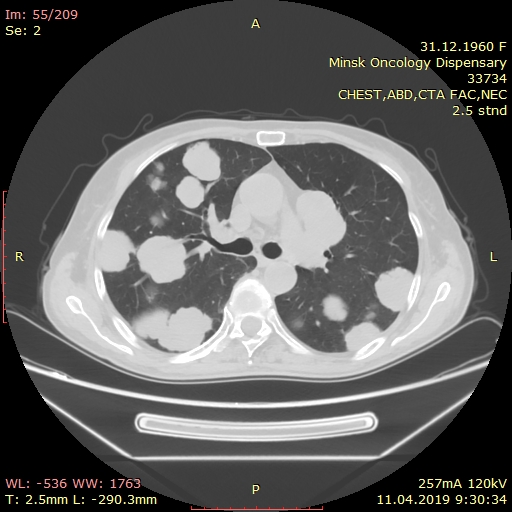 Im: 55/209
Se: 2
A
31.12.1960 F
Minsk Oncology Dispensary
33734
CHEST,ABD,CTA FAC,NEC
2.5 stnd
R
L
WL: -536 WW: 1763
T: 2.5mm L: -290.3mm
P
257mA 120kV
11.04.2019 9:30:34